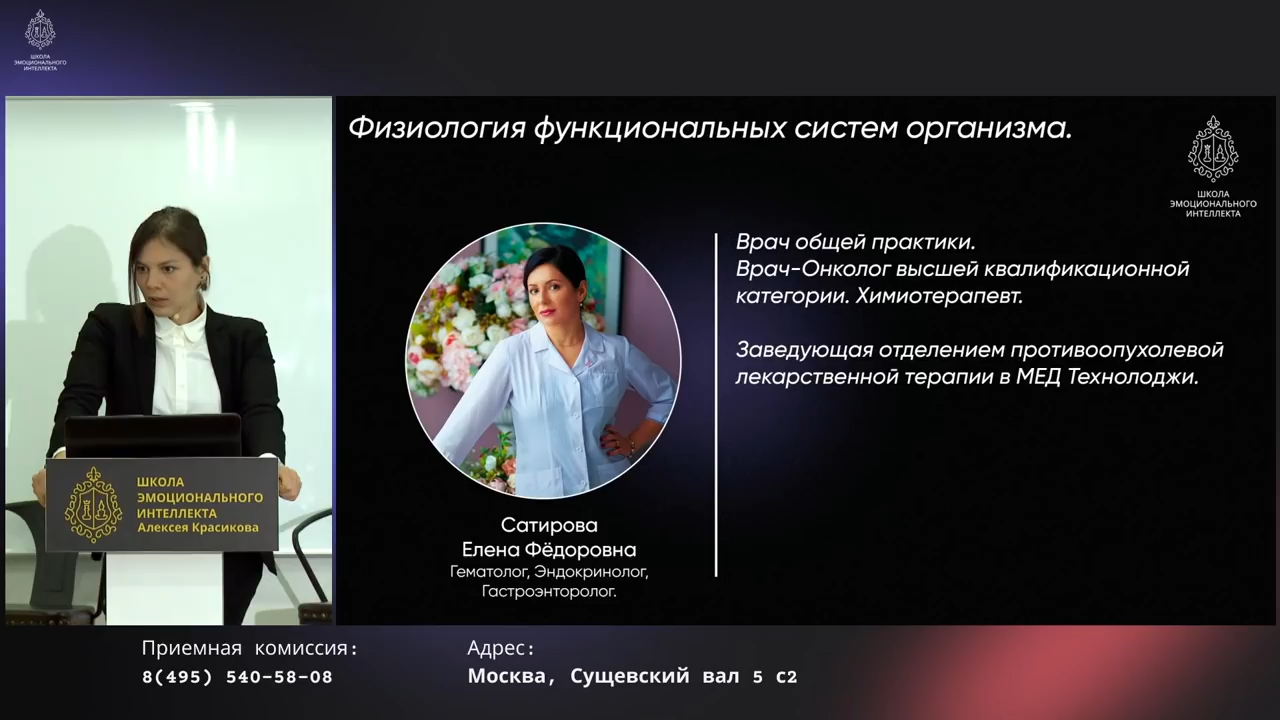 ШКОЛА
ЭМОЦИОНАЛЬНОГО
ИНТЕЛЛЕКТА
Физиология функциональных систем организма.
ШКОЛА
ЭМОЦИОНАЛЬНОГО
ИНТЕЛЛЕКТА
Врач общей практики.
Врач-Онколог высшей квалификационной
категории. Химиотерапевт.
Заведующая отделением противоопухолевой
лекарственной терапии в МЕД Технолоджи.
Сатирова
Елена Фёдоровна
Гематолог, Эндокринолог,
Гастроэнторолог.
ШКОЛА
ЭМОЦИОНАЛЬНОГО
ИНТЕЛЛЕКТА
Алексея Красикова
Приемная комиссия:
8(495) 540-58-08
Адрес:
Москва, Сущевский вал 5 с2